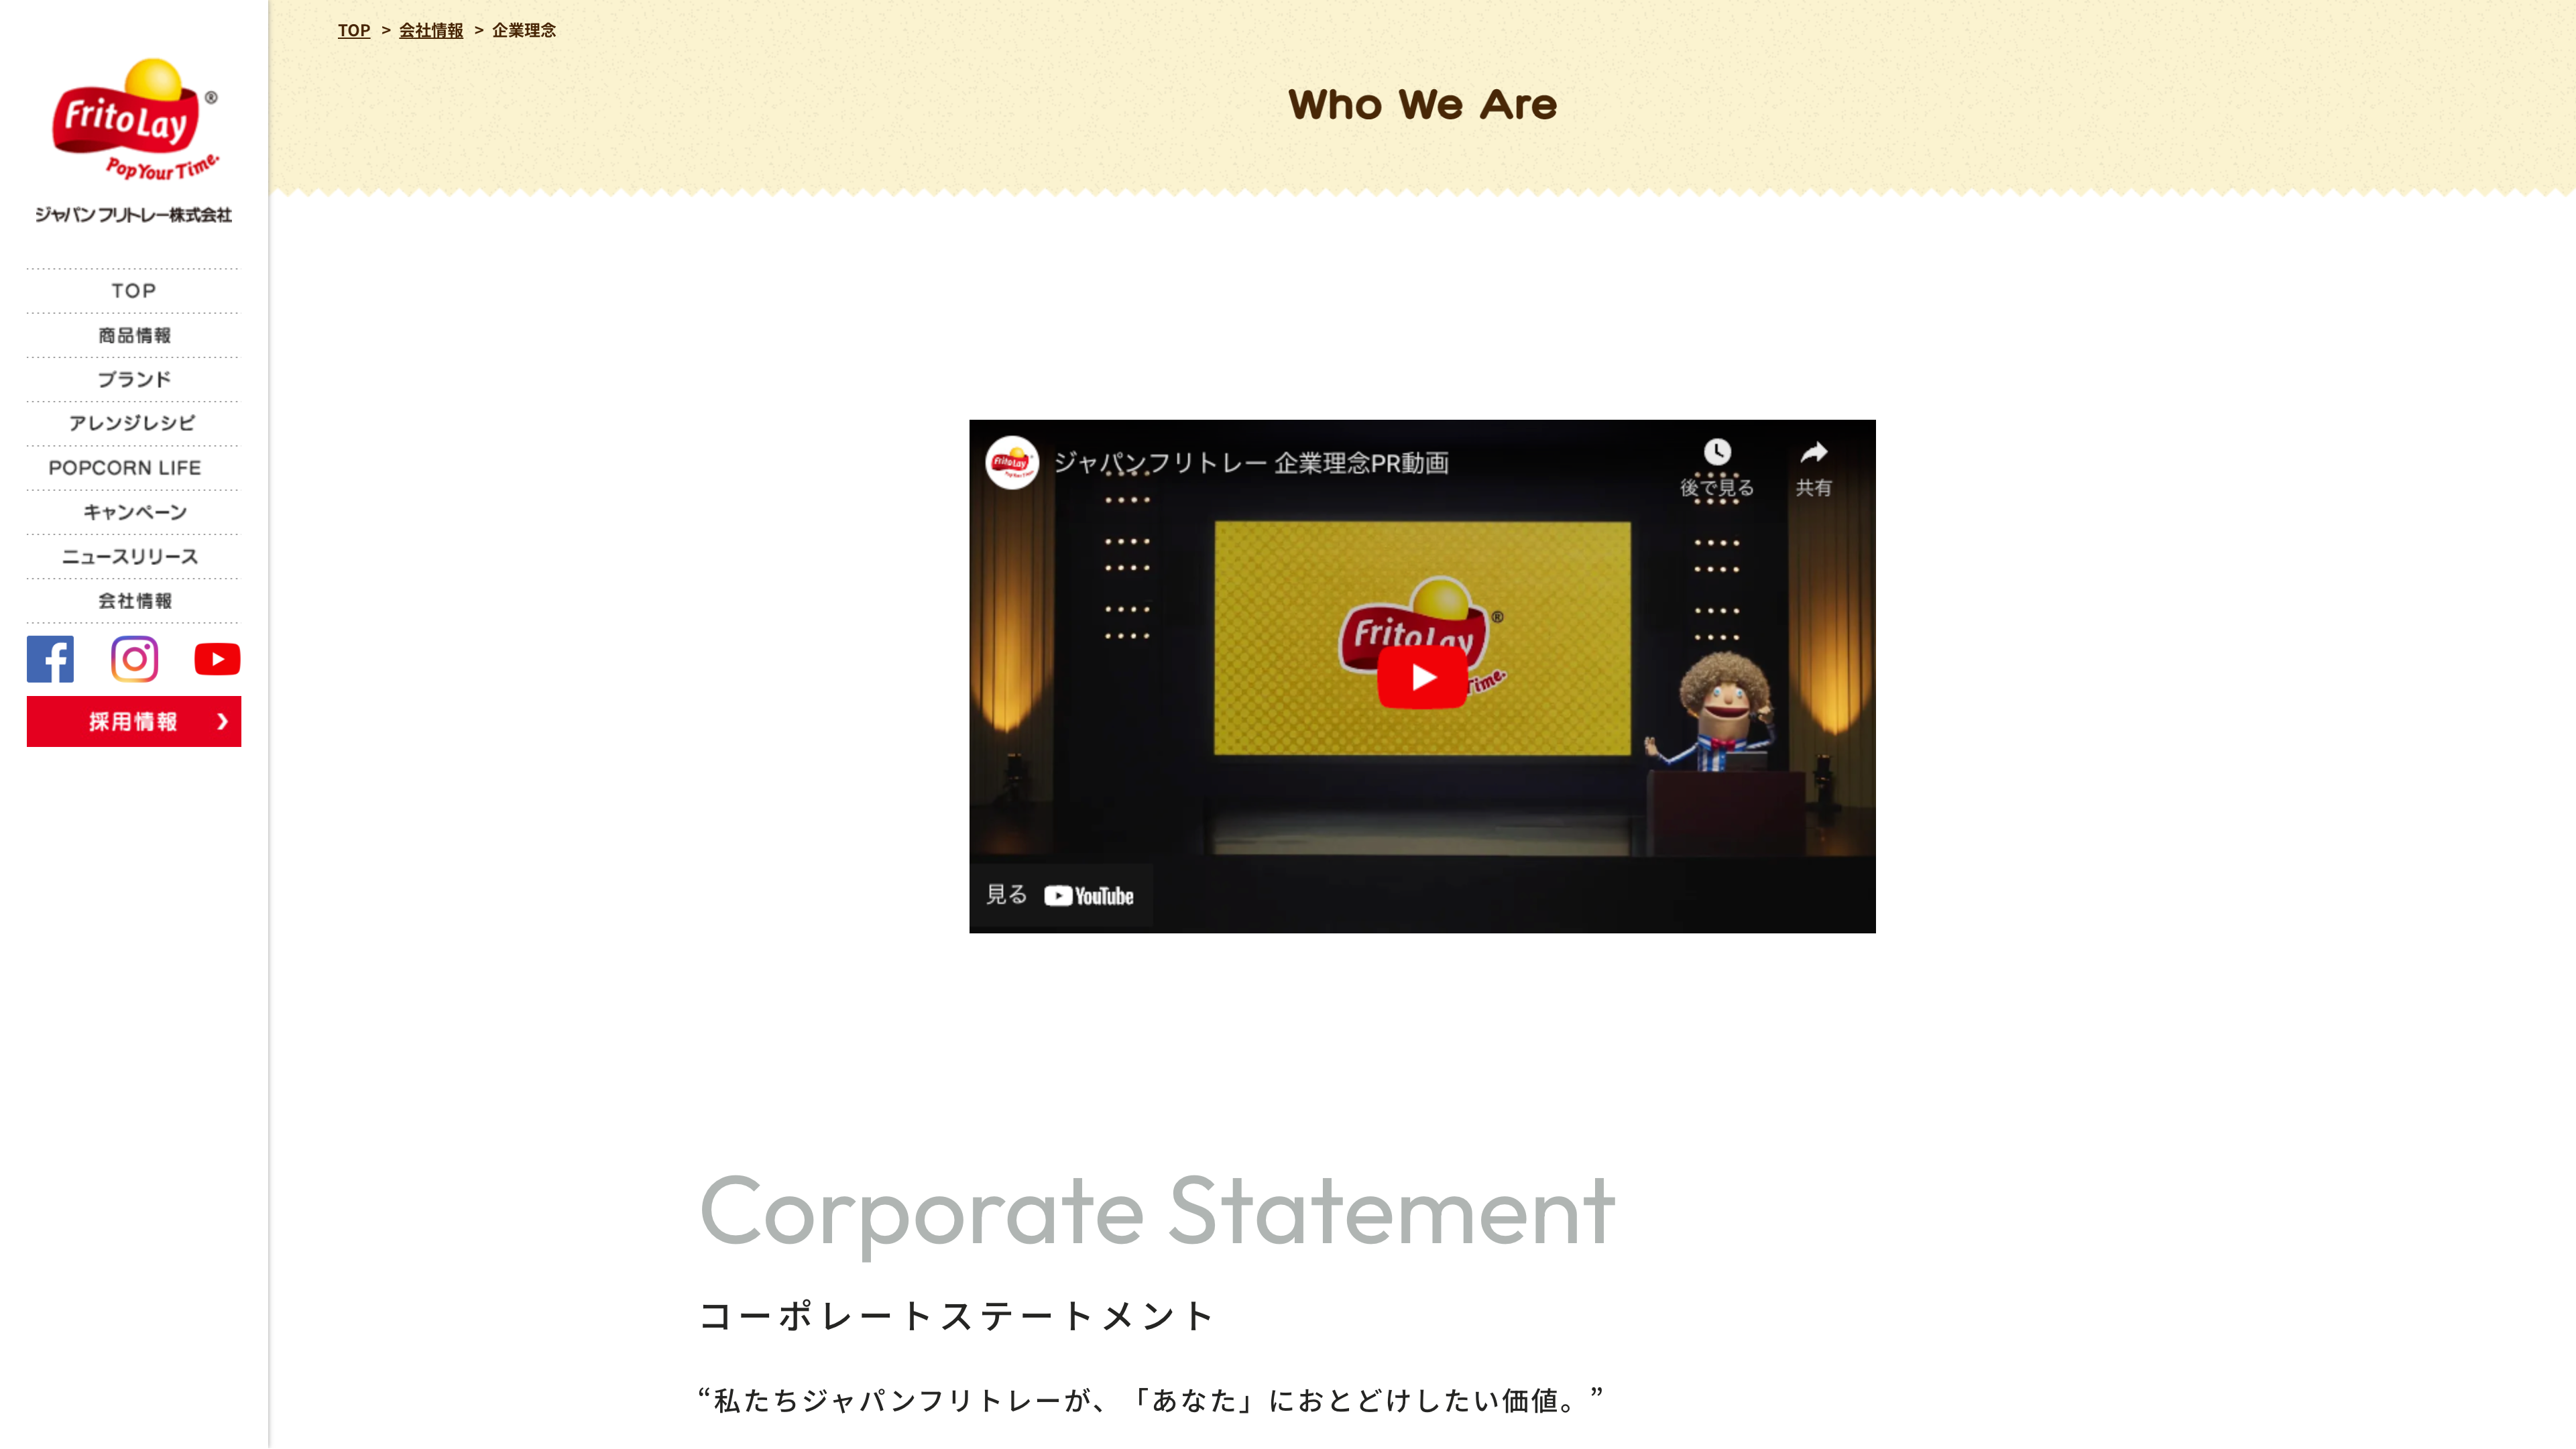 TOP > 会社情報 > 企業理念
FritoLay
®
Pop Your Time.
ジャパン フリトレー株式会社
TOP
商品情報
ブランド
アレンジレシピ
POPCORN LIFE
キャンペーン
ニュースリリース
会社情報
採用情報
Who We Are
FritoLay
ジャパンフリトレー 企業理念PR動画
後で見る
共有
FritoLay
®
Time.
見る YouTube
Corporate Statement
コーポレートステートメント
“私たちジャパンフリトレーが、「あなた」におとどけしたい価値。”